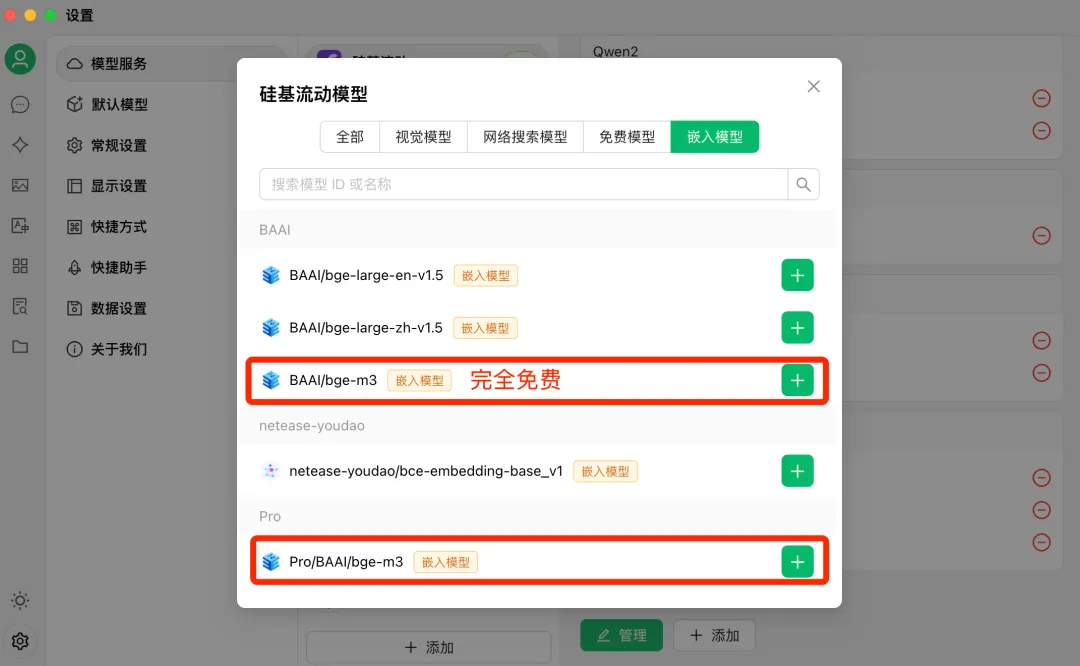 设置
模型服务
默认模型
常规设置
显示设置
快捷方式
快捷助手
数据设置
关于我们
Qwen2
硅基流动模型
全部
视觉模型
网络搜索模型
免费模型
嵌入模型
搜索模型 ID 或名称
BAAI
BAAI/bge-large-en-v1.5 嵌入模型
BAAI/bge-large-zh-v1.5 嵌入模型
BAAI/bge-m3 嵌入模型 完全免费
netease-youdao
netease-youdao/bce-embedding-base_v1 嵌入模型
Pro
Pro/BAAI/bge-m3 嵌入模型
添加
管理
添加